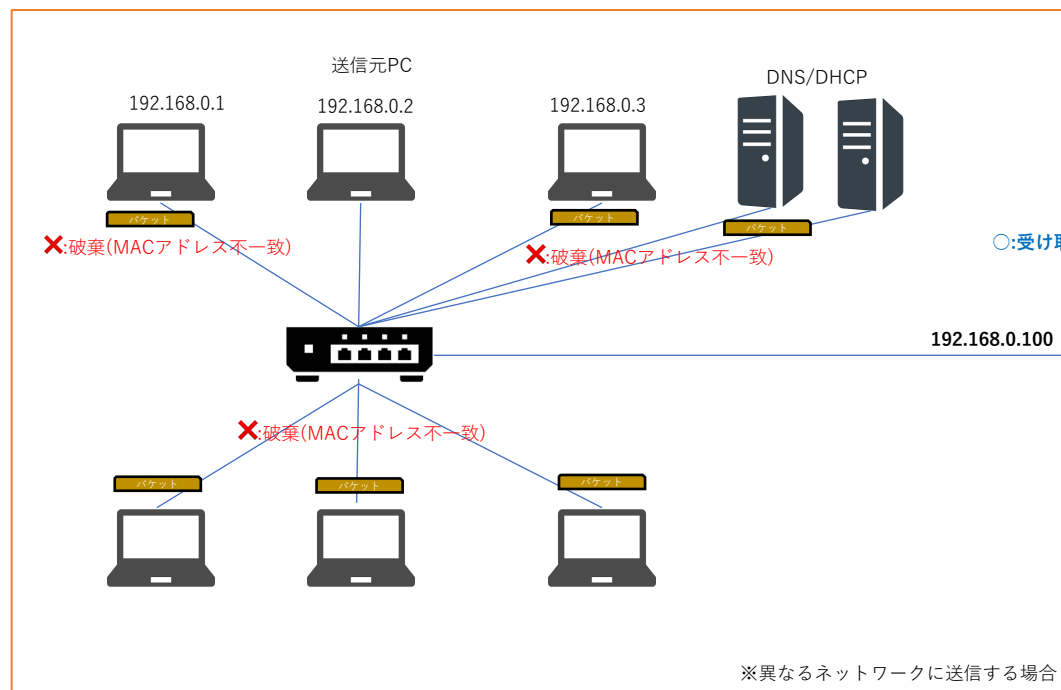 送信元PC
DNS/DHCP
192.168.0.1
192.168.0.2
192.168.0.3
パケット
パケット
パケット
❌:破棄(MACアドレス不一致)
❌:破棄(MACアドレス不一致)
○:受け取
192.168.0.100
❌:破棄(MACアドレス不一致)
パケット
パケット
パケット
※異なるネットワークに送信する場合